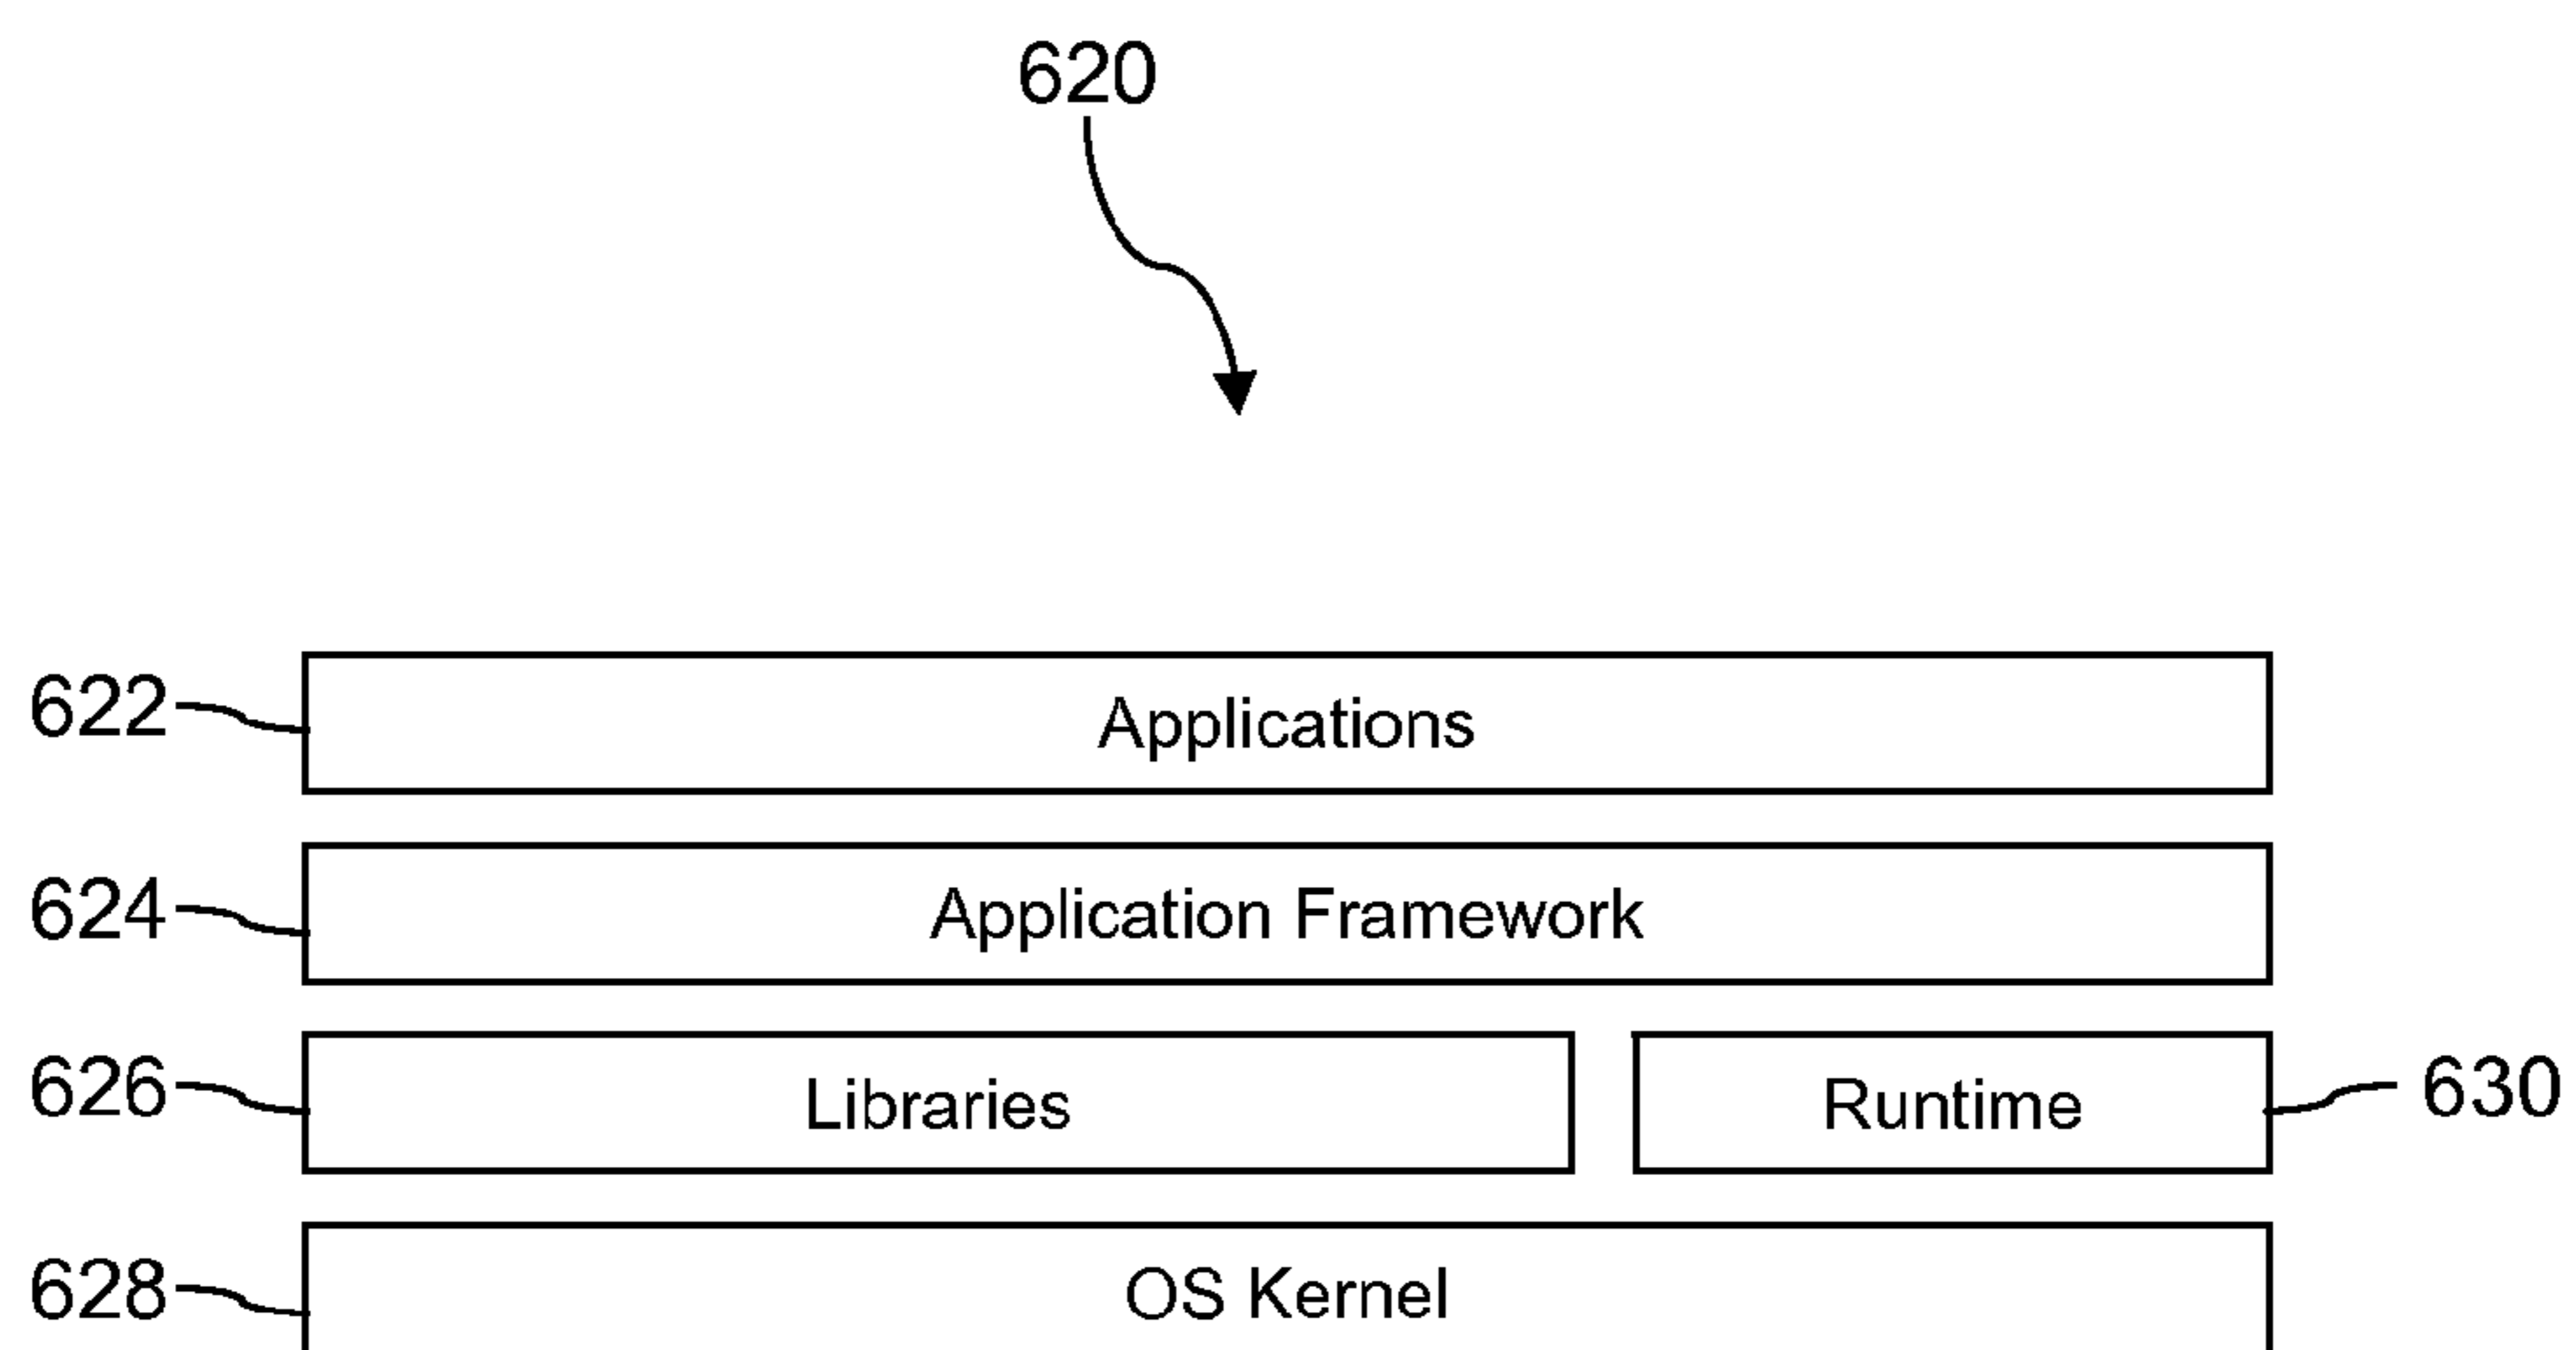 620
622 Applications
624 Application Framework
626 Libraries Runtime 630
628 OS Kernel